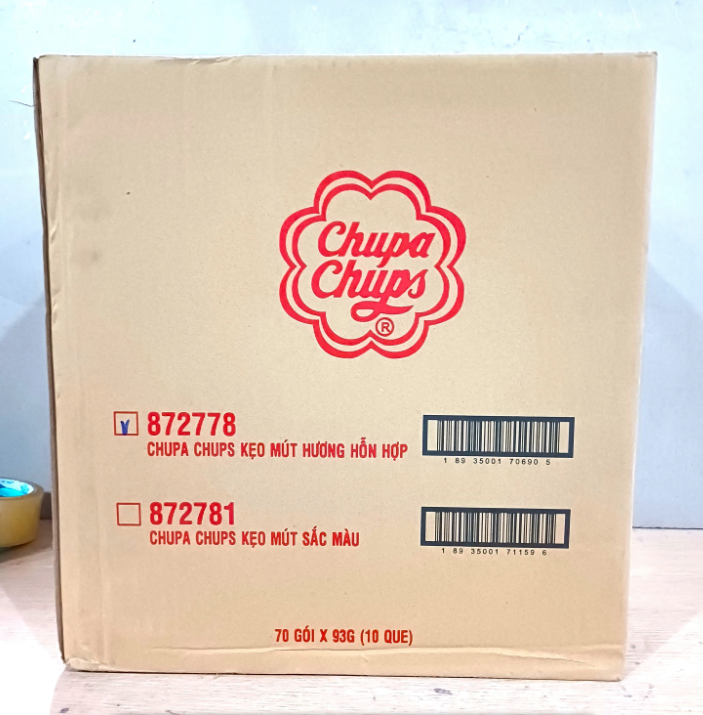 Chupa
Chups
®
872778
CHUPA CHUPS KẸO MÚT HƯƠNG HỖN HỢP
1 89 35001 70690 5
872781
CHUPA CHUPS KẸO MÚT SẮC MÀU
1 89 35001 71159 6
70 GÓI X 93G (10 QUE)